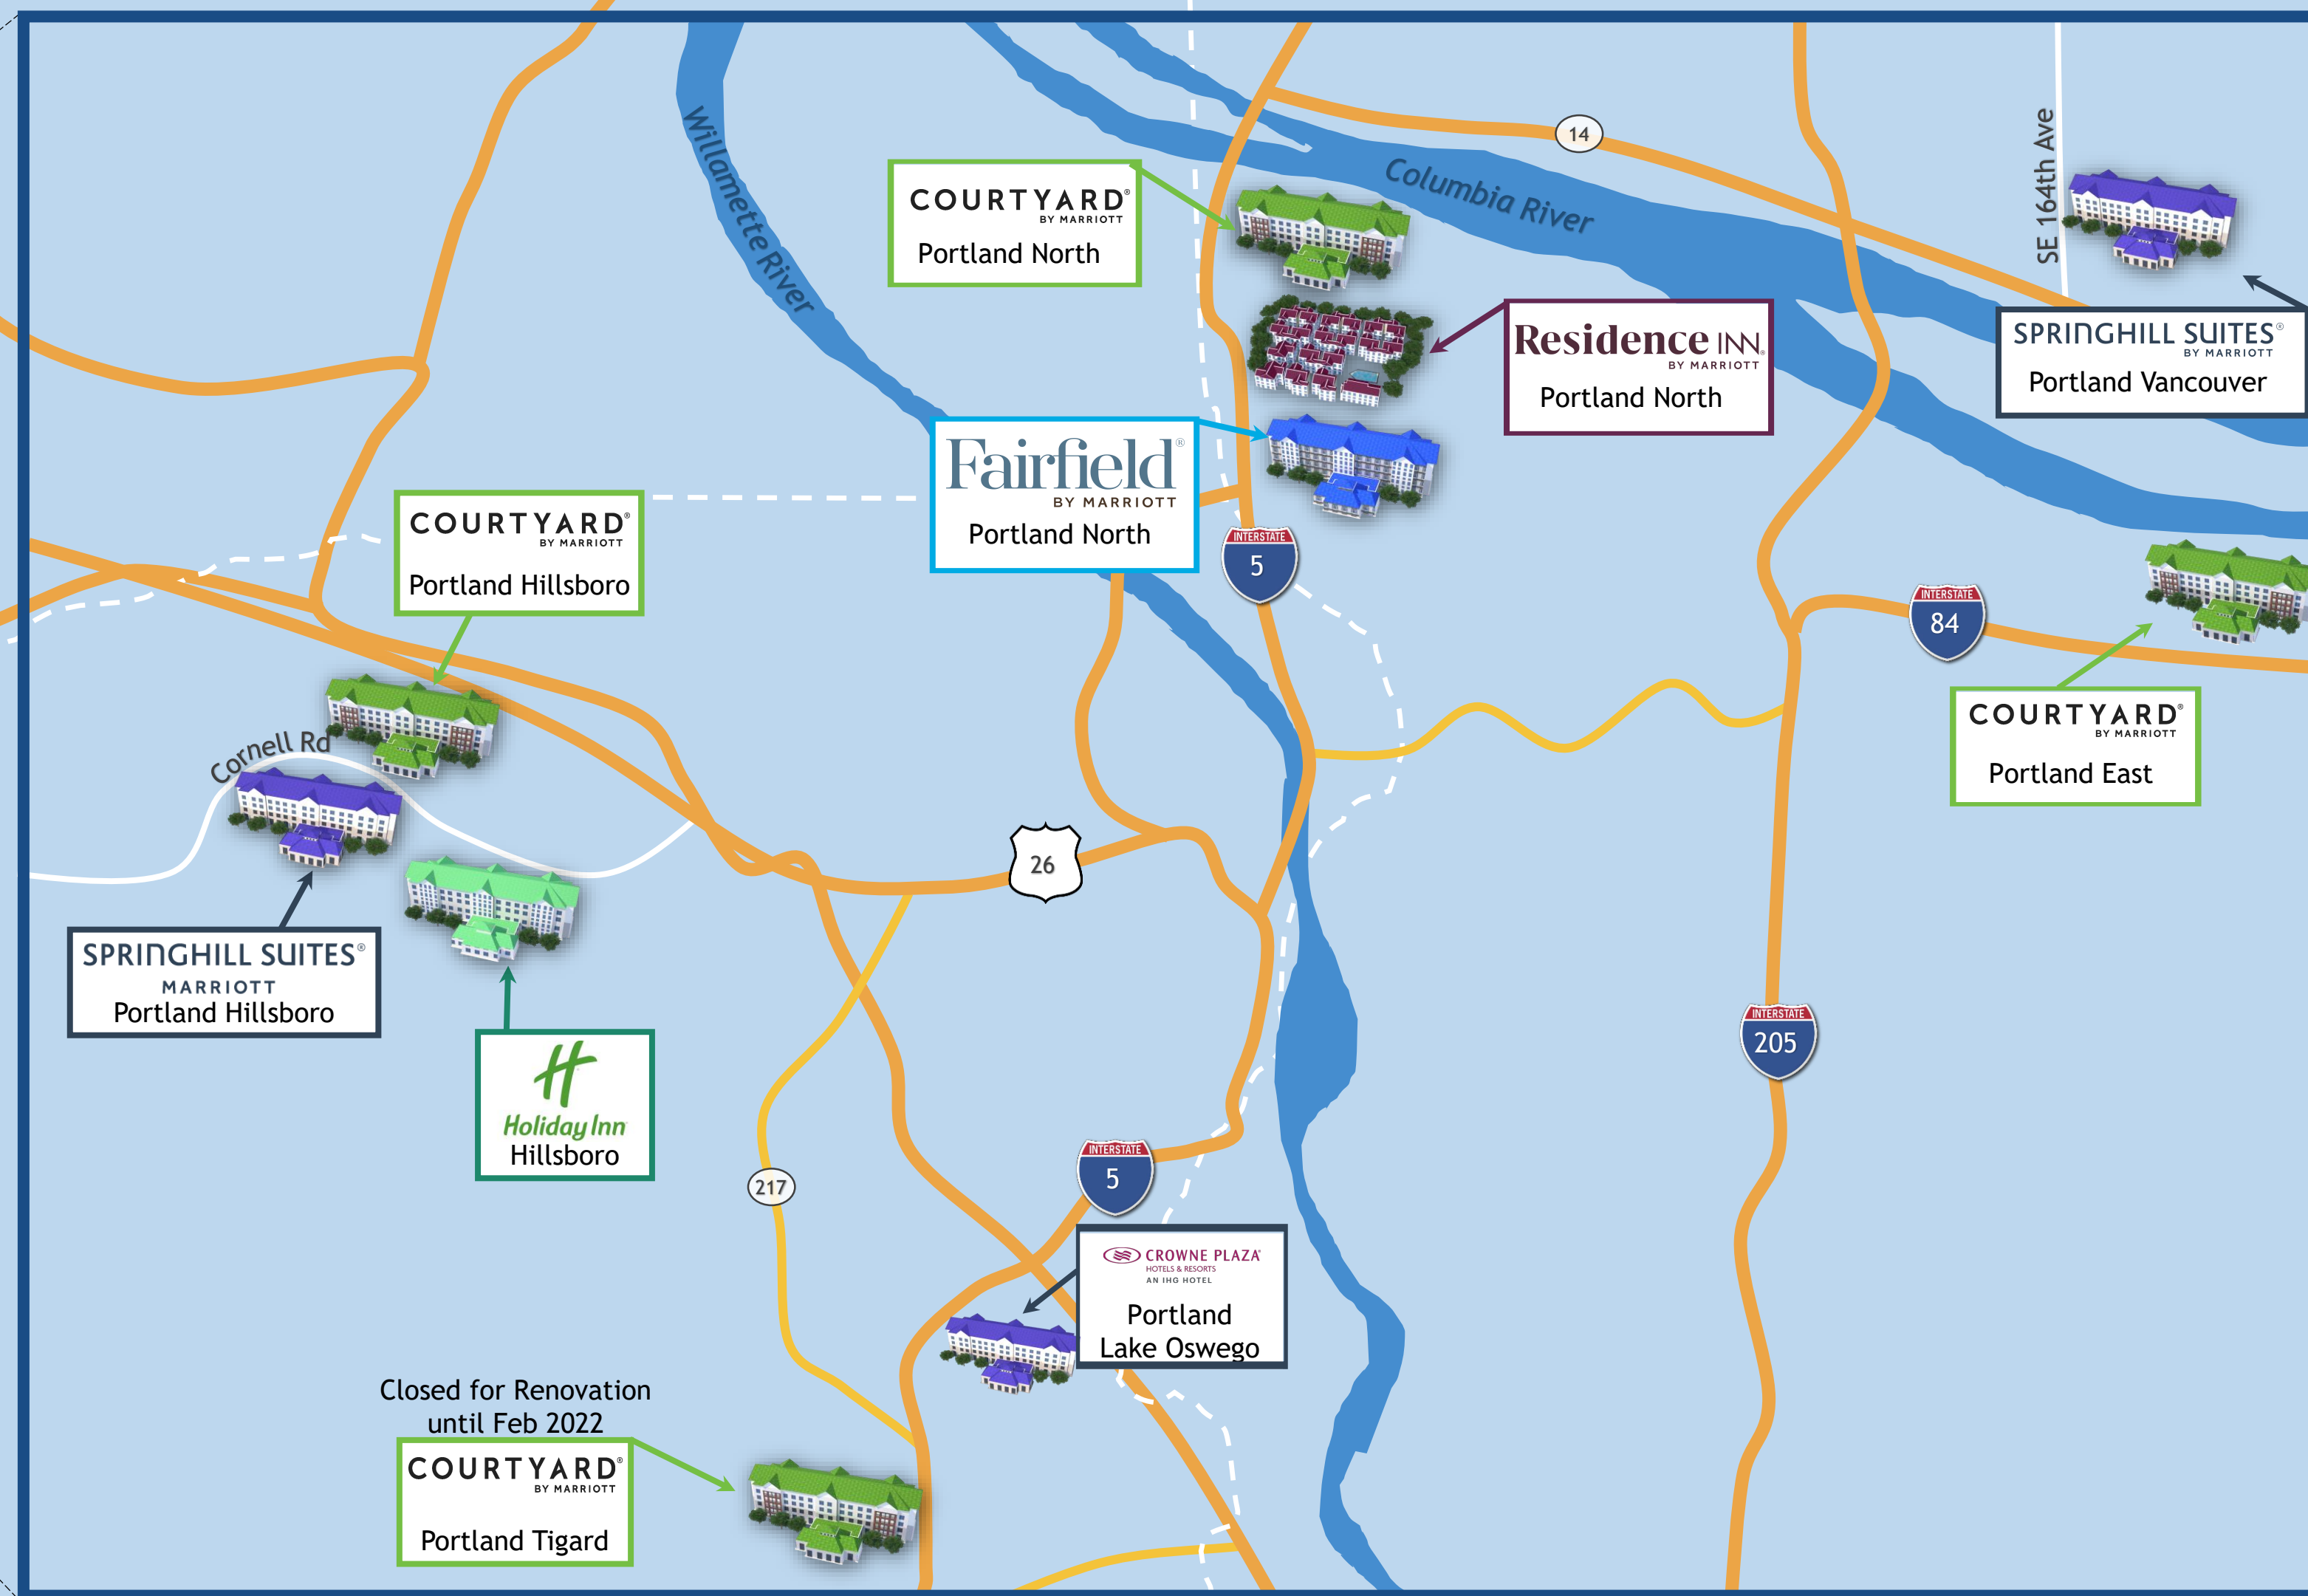 Willamette River
Columbia River
14
SE 164th Ave
COURTYARD®
BY MARRIOTT
Portland North
Residence INN®
BY MARRIOTT
Portland North
SPRINGHILL SUITES®
BY MARRIOTT
Portland Vancouver
Fairfield®
BY MARRIOTT
Portland North
COURTYARD®
BY MARRIOTT
Portland Hillsboro
INTERSTATE
5
INTERSTATE
84
COURTYARD®
BY MARRIOTT
Portland East
Cornell Rd
26
SPRINGHILL SUITES®
MARRIOTT
Portland Hillsboro
Holiday Inn
Hillsboro
INTERSTATE
205
217
INTERSTATE
5
CROWNE PLAZA
HOTELS & RESORTS
AN IHG HOTEL
Portland
Lake Oswego
Closed for Renovation
until Feb 2022
COURTYARD®
BY MARRIOTT
Portland Tigard